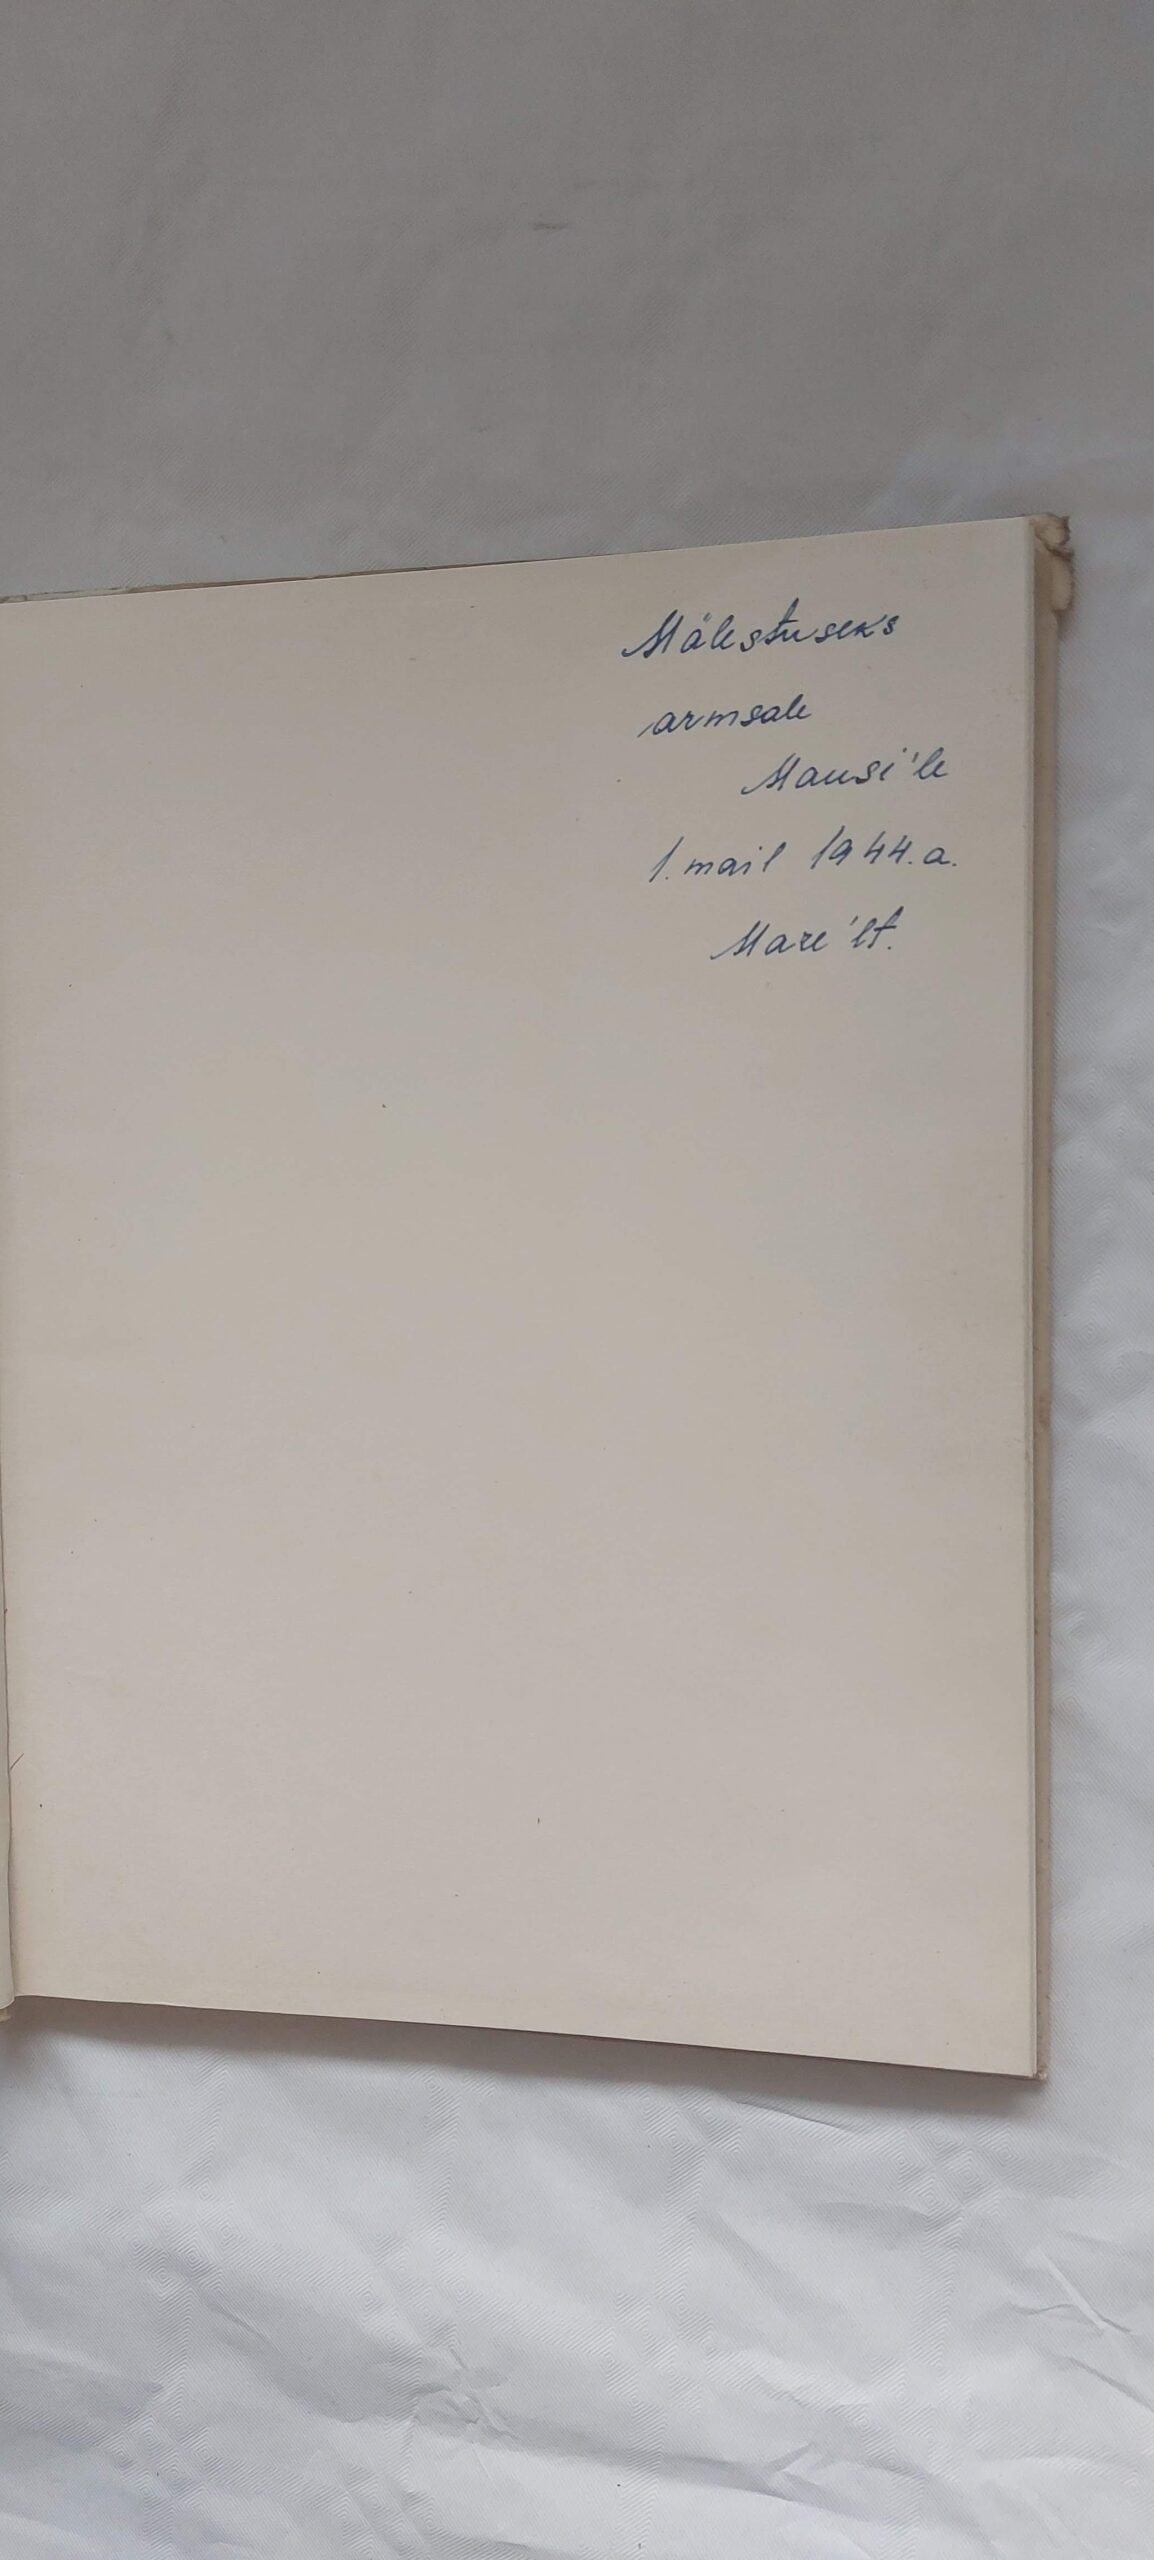 Mälestuseks
armsale
Mausi'le
1. mail 1944.a.
Mare'lt.